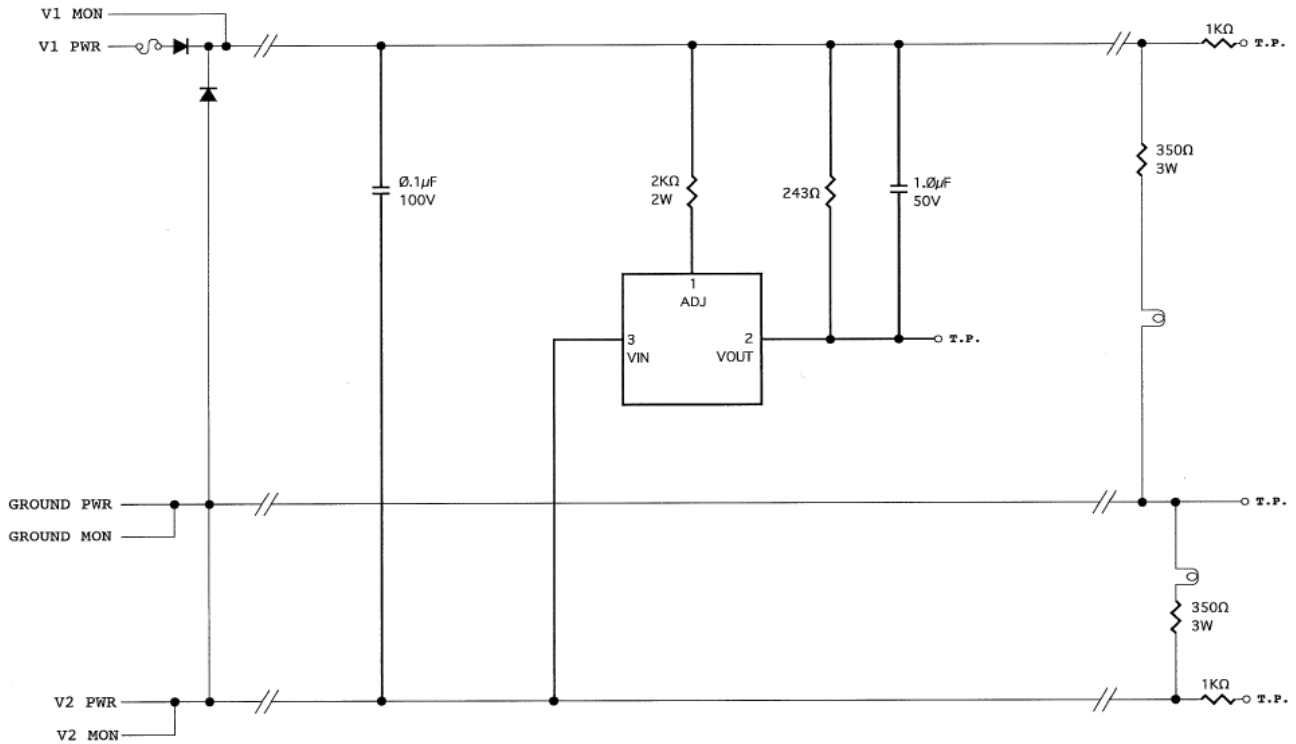 V1 MON
V1 PWR
1KΩ
T.P.
350Ω
3W
Ø.1µF
100V
2KΩ
2W
243Ω
1.ØµF
50V
1
ADJ
3
VIN
2
VOUT
T.P.
GROUND PWR
GROUND MON
T.P.
350Ω
3W
V2 PWR
V2 MON
1KΩ
T.P.